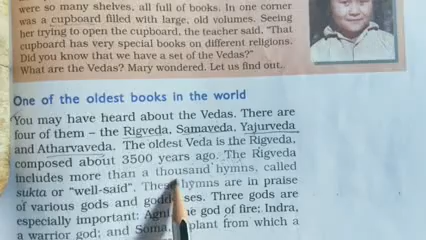 were so many shelves, all full of books. In one corner
was a cupboard filled with large, old volumes. Seeing
her trying to open the cupboard, the teacher said, "That
cupboard has very special books on different religions.
Did you know that we have a set of the Vedas?"
What are the Vedas? Mary wondered. Let us find out.
One of the oldest books in the world
You may have heard about the Vedas. There are
four of them – the Rigveda, Samaveda, Yajurveda
and Atharvaveda. The oldest Veda is the Rigveda,
composed about 3500 years ago. The Rigveda
includes more than a thousand hymns, called
sukta or "well-said". These hymns are in praise
of various gods and goddesses. Three gods are
especially important: Agni, the god of fire; Indra,
a warrior god; and Soma, plant from which a